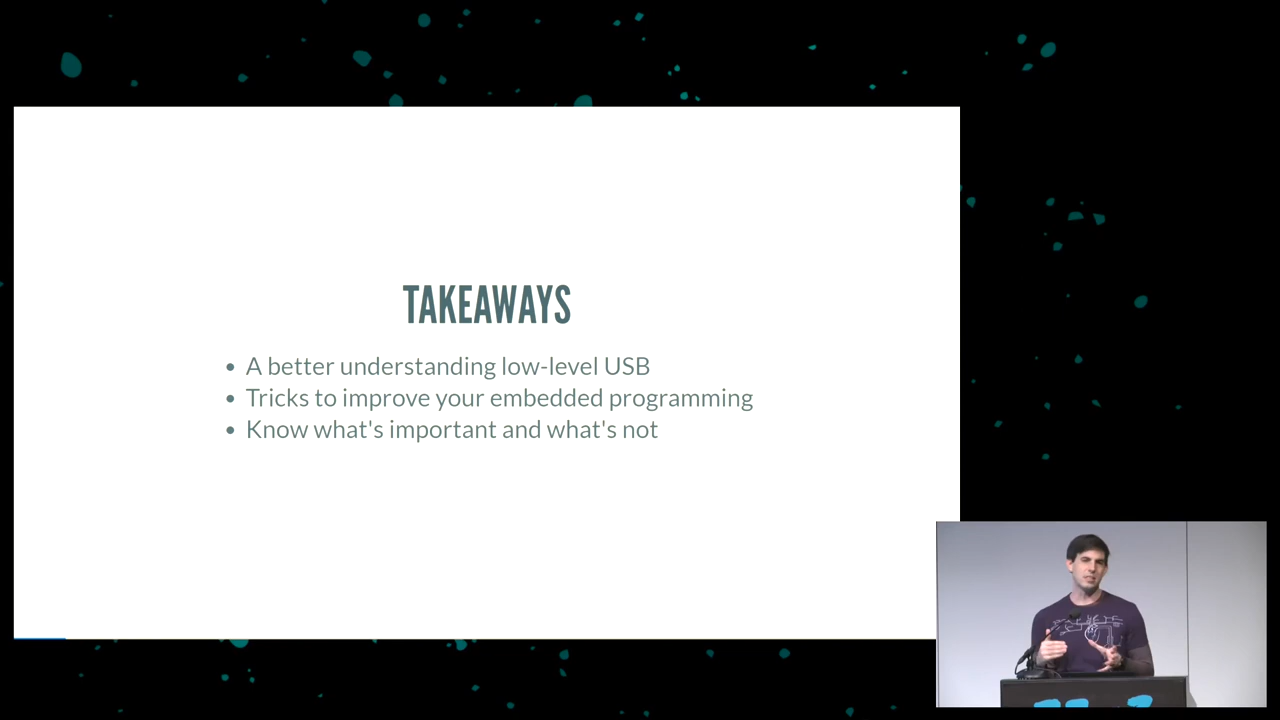 TAKEAWAYS
• A better understanding low-level USB
• Tricks to improve your embedded programming
• Know what's important and what's not